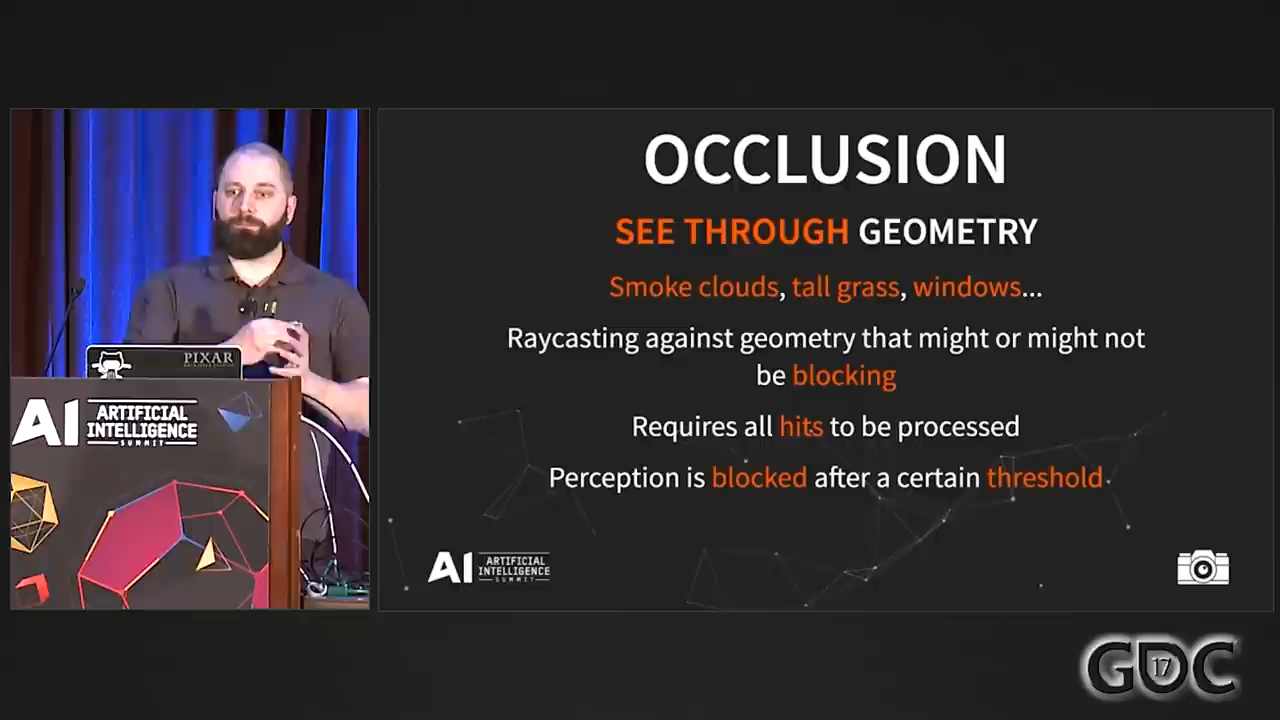 OCCLUSION
SEE THROUGH GEOMETRY
Smoke clouds, tall grass, windows...
Raycasting against geometry that might or might not
be blocking
Requires all hits to be processed
Perception is blocked after a certain threshold
PIXAR
AI ARTIFICIAL
INTELLIGENCE
SUMMIT
AI ARTIFICIAL
INTELLIGENCE
SUMMIT
GDC
17